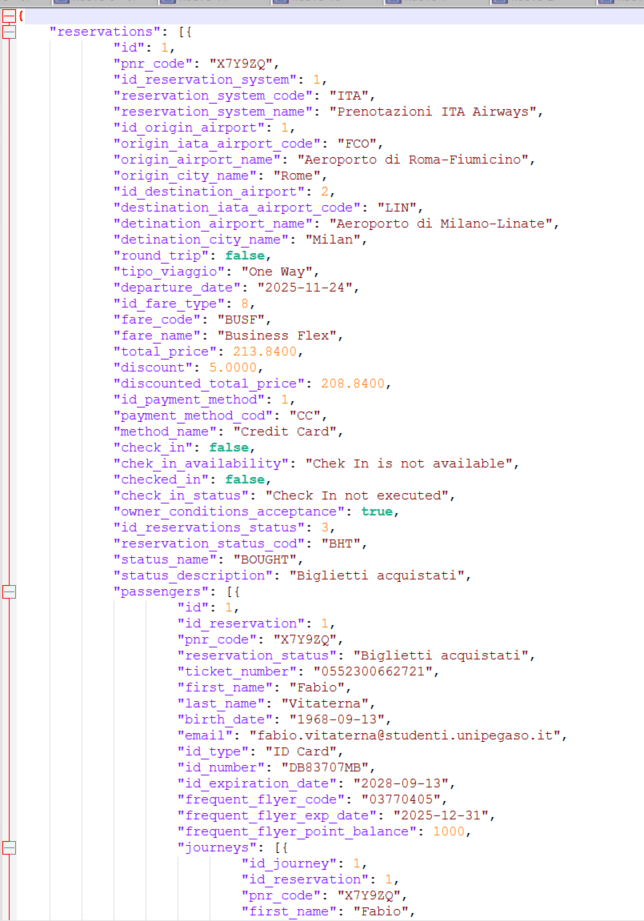 {
"reservations": [{
"id": 1,
"pnr_code": "X7Y9ZQ",
"id_reservation_system": 1,
"reservation_system_code": "ITA",
"reservation_system_name": "Prenotazioni ITA Airways",
"id_origin_airport": 1,
"origin_iata_airport_code": "FCO",
"origin_airport_name": "Aeroporto di Roma-Fiumicino",
"origin_city_name": "Rome",
"id_destination_airport": 2,
"destination_iata_airport_code": "LIN",
"detination_airport_name": "Aeroporto di Milano-Linate",
"detination_city_name": "Milan",
"round_trip": false,
"tipo_viaggio": "One Way",
"departure_date": "2025-11-24",
"id_fare_type": 8,
"fare_code": "BUSF",
"fare_name": "Business Flex",
"total_price": 213.8400,
"discount": 5.0000,
"discounted_total_price": 208.8400,
"id_payment_method": 1,
"payment_method_cod": "CC",
"method_name": "Credit Card",
"check_in": false,
"chek_in_availability": "Chek In is not available",
"checked_in": false,
"check_in_status": "Check In not executed",
"owner_conditions_acceptance": true,
"id_reservations_status": 3,
"reservation_status_cod": "BHT",
"status_name": "BOUGHT",
"status_description": "Biglietti acquistati",
"passengers": [{
"id": 1,
"id_reservation": 1,
"pnr_code": "X7Y9ZQ",
"reservation_status": "Biglietti acquistati",
"ticket_number": "0552300662721",
"first_name": "Fabio",
"last_name": "Vitaterna",
"birth_date": "1968-09-13",
"email": "fabio.vitaterna@studenti.unipegaso.it",
"id_type": "ID Card",
"id_number": "DB83707MB",
"id_expiration_date": "2028-09-13",
"frequent_flyer_code": "03770405",
"frequent_flyer_exp_date": "2025-12-31",
"frequent_flyer_point_balance": 1000,
"journeys": [{
"id_journey": 1,
"id_reservation": 1,
"pnr_code": "X7Y9ZQ",
"first_name": "Fabio",